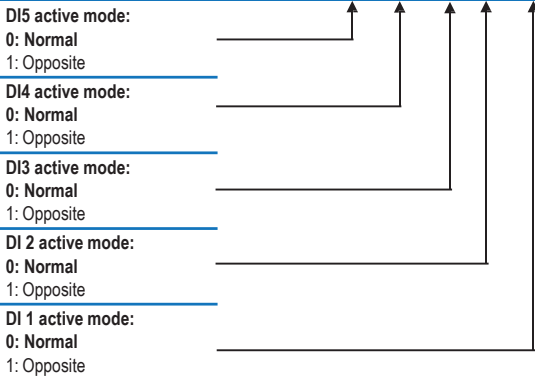 DI5 active mode:
0: Normal
1: Opposite
DI4 active mode:
0: Normal
1: Opposite
DI3 active mode:
0: Normal
1: Opposite
DI 2 active mode:
0: Normal
1: Opposite
DI 1 active mode:
0: Normal
1: Opposite